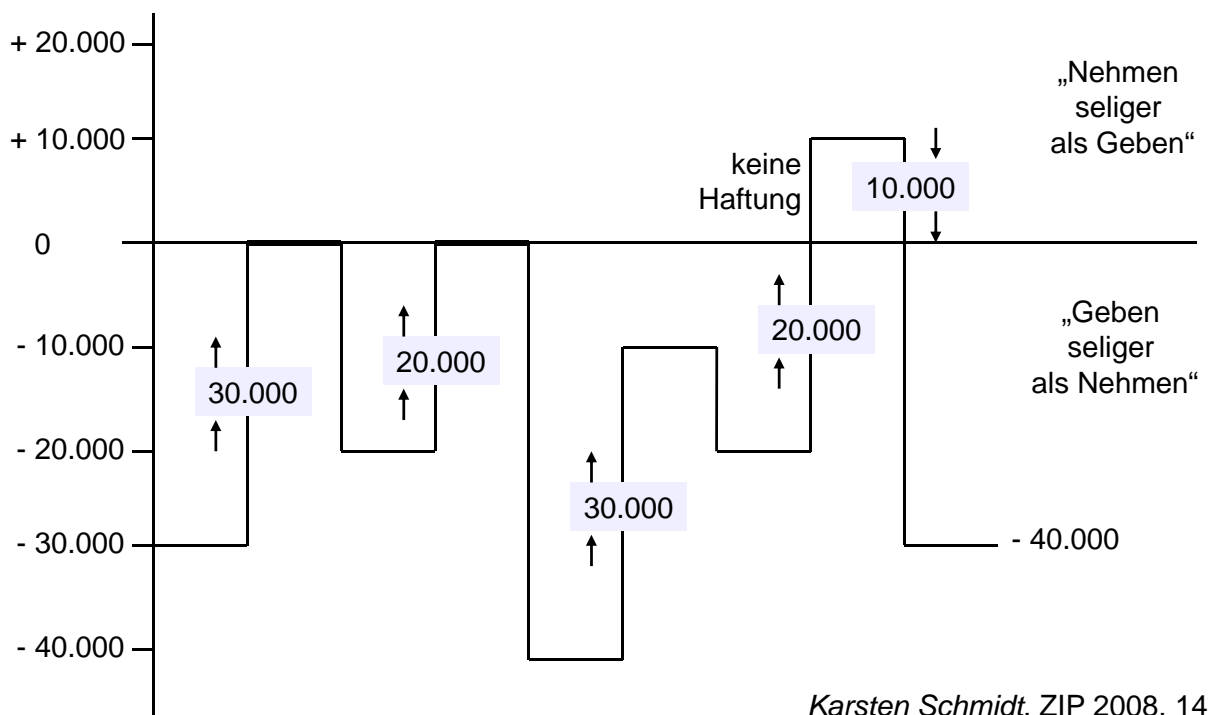 + 20.000
+ 10.000
0
- 10.000
- 20.000
- 30.000
- 40.000
30.000
20.000
30.000
keine
Haftung
20.000
10.000
- 40.000
„Nehmen
seliger
als Geben“
„Geben
seliger
als Nehmen“
Karsten Schmidt, ZIP 2008, 14